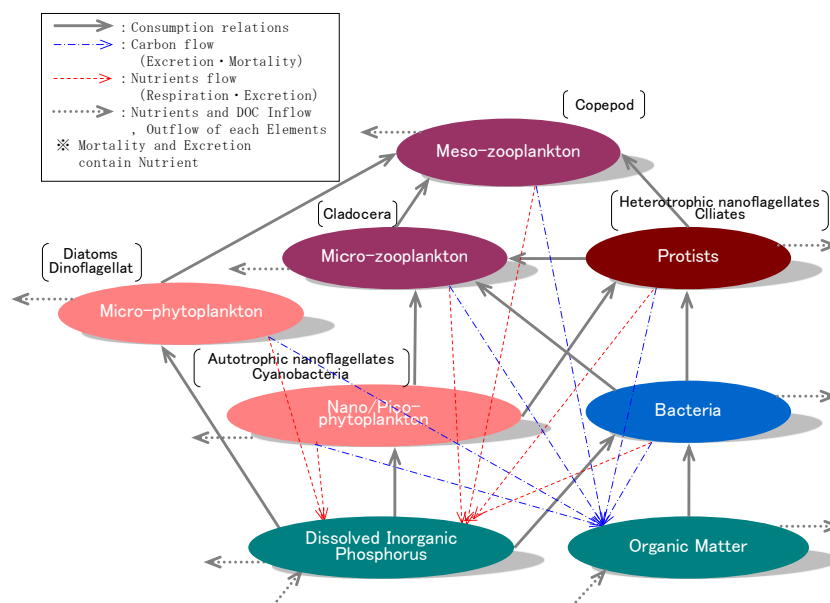 : Consumption relations
: Carbon flow
(Excretion・Mortality)
: Nutrients flow
(Respiration・Excretion)
: Nutrients and DOC Inflow
, Outflow of each Elements
※ Mortality and Excretion
contain Nutrient
Copepod
Meso-zooplankton
Heterotrophic nanoflagellates
CIliates
Cladocera
Micro-zooplankton
Protists
Diatoms
Dinoflagellat
Micro-phytoplankton
Autotrophic nanoflagellates
Cyanobacteria
Nano/Piso-
phytoplankton
Bacteria
Dissolved Inorganic
Phosphorus
Organic Matter